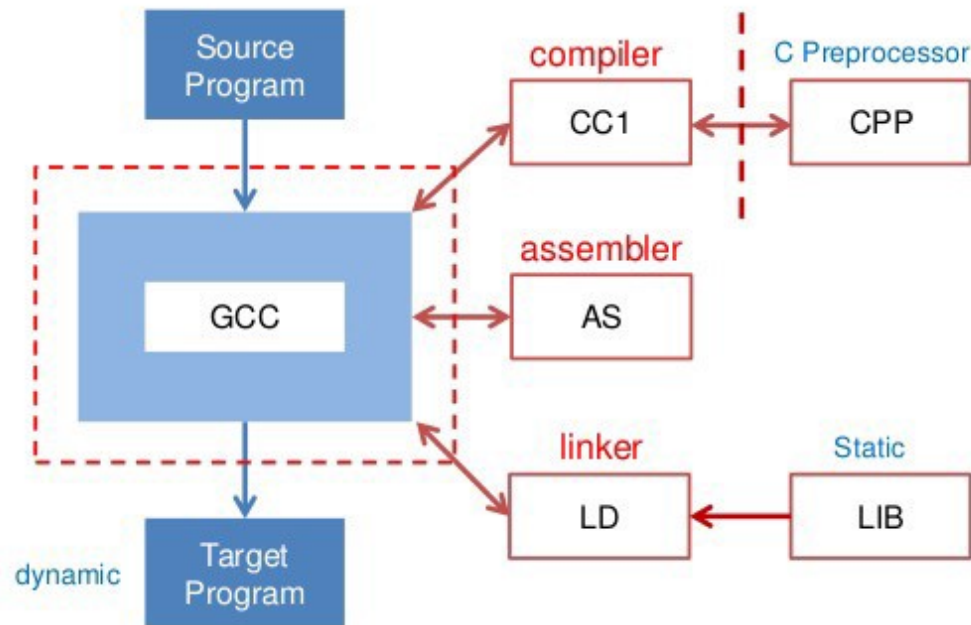 Source
Program
compiler
C Preprocessor
CC1
CPP
assembler
GCC
AS
linker
Static
LD
LIB
dynamic
Target
Program